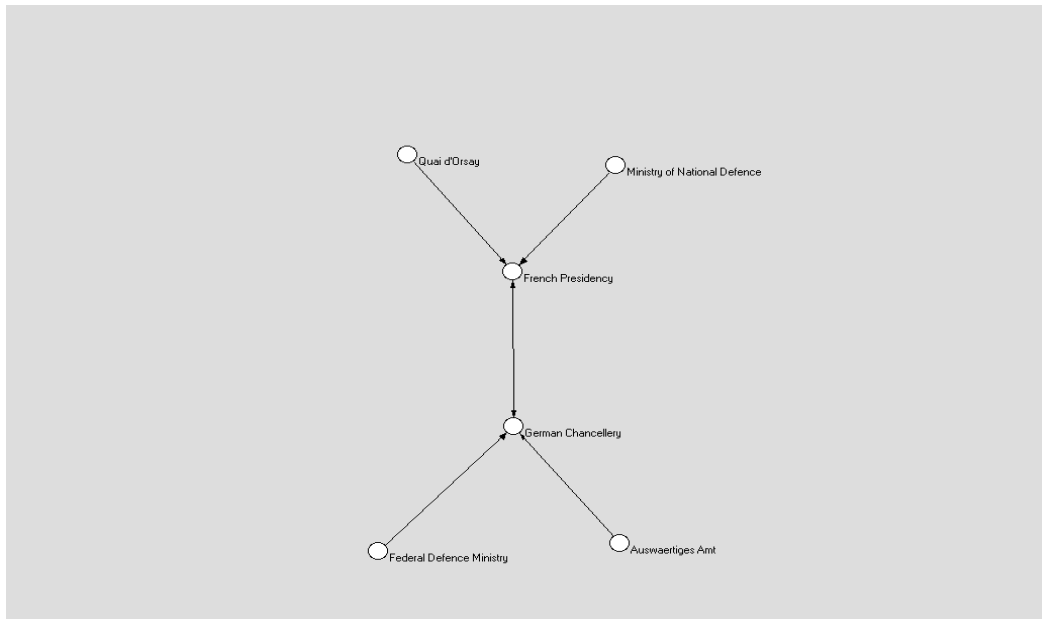 Quai d'Orsay
Ministry of National Defence
French Presidency
German Chancellery
Federal Defence Ministry
Auswaertiges Amt